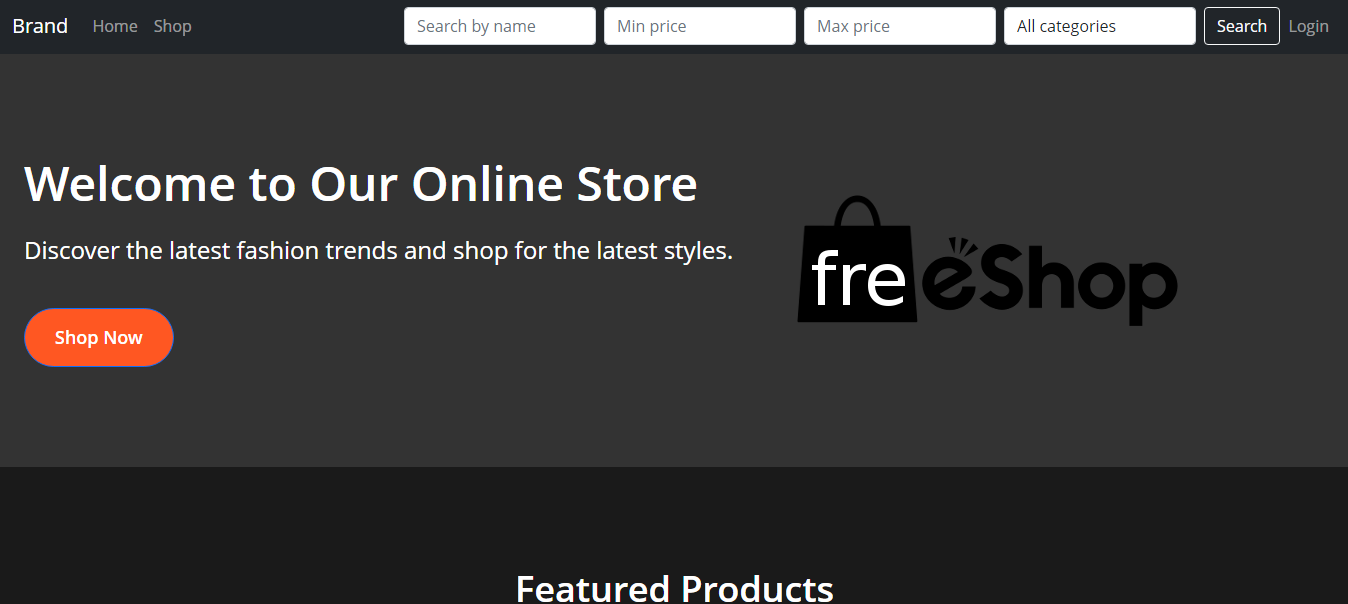 Brand Home Shop Search by name Min price Max price All categories Search Login
Welcome to Our Online Store
Discover the latest fashion trends and shop for the latest styles.
freeShop
Shop Now
Featured Products